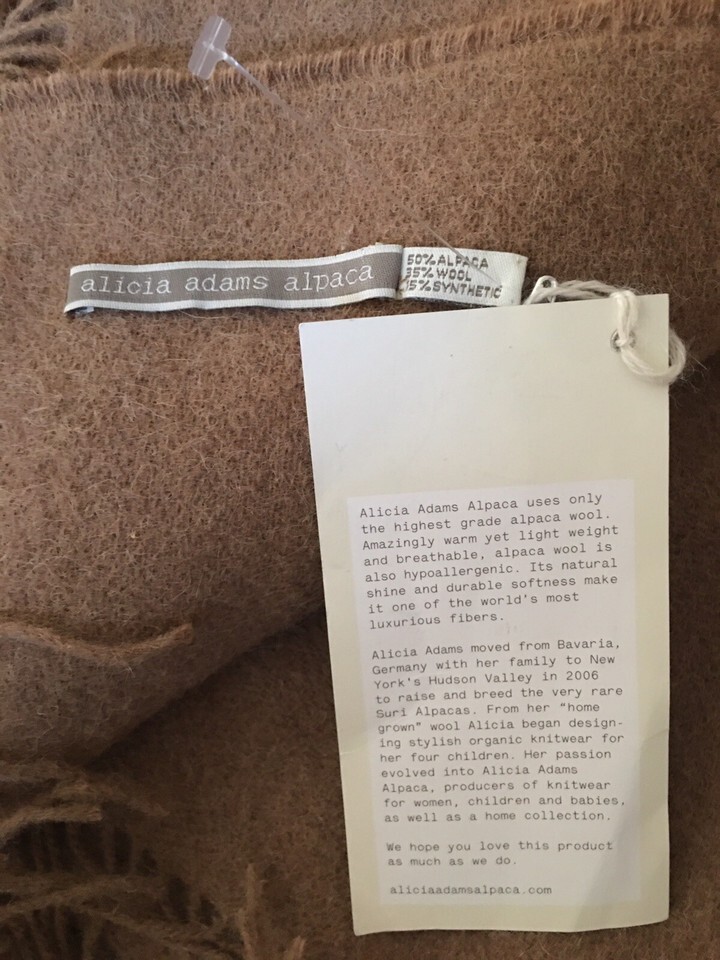 alicia adams alpaca
50% ALPACA
35% WOOL
15% SYNTHETIC
Alicia Adams Alpaca uses only
the highest grade alpaca wool.
Amazingly warm yet light weight
and breathable, alpaca wool is
also hypoallergenic. Its natural
shine and durable softness make
it one of the world's most
luxurious fibers.
Alicia Adams moved from Bavaria,
Germany with her family to New
York's Hudson Valley in 2006
to raise and breed the very rare
Suri Alpacas. From her "home
grown" wool Alicia began design-
ing stylish organic knitwear for
her four children. Her passion
evolved into Alicia Adams
Alpaca, producers of knitwear
for women, children and babies,
as well as a home collection.
We hope you love this product
as much as we do.
aliciaadamsalpaca.com